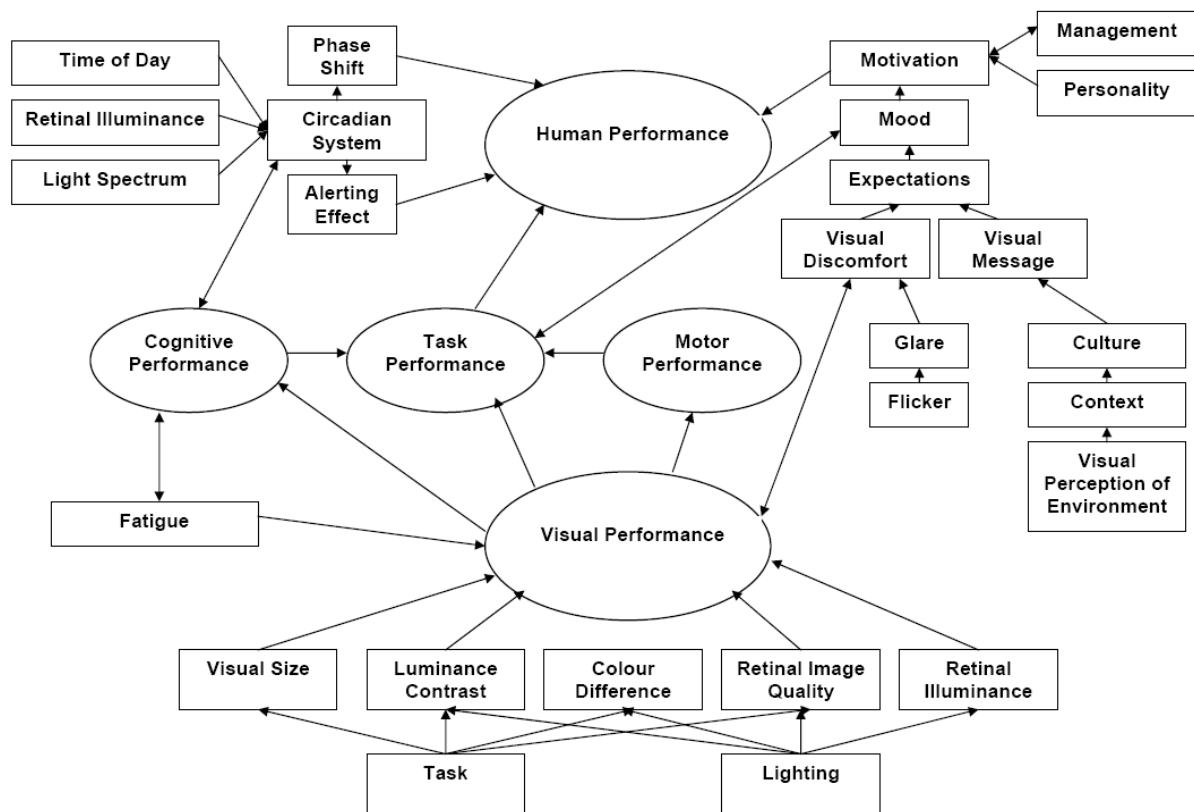 Time of Day
Retinal Illuminance
Light Spectrum
Phase
Shift
Circadian
System
Alerting
Effect
Human Performance
Motivation
Management
Personality
Mood
Expectations
Visual
Discomfort
Visual
Message
Cognitive
Performance
Task
Performance
Motor
Performance
Glare
Flicker
Culture
Context
Visual
Perception of
Environment
Fatigue
Visual Performance
Visual Size
Luminance
Contrast
Colour
Difference
Retinal Image
Quality
Retinal
Illuminance
Task
Lighting